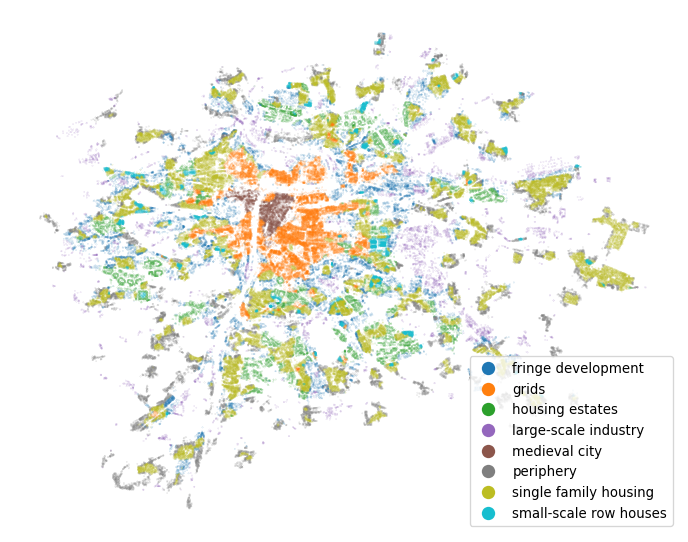 fringe development
grids
housing estates
large-scale industry
medieval city
periphery
single family housing
small-scale row houses